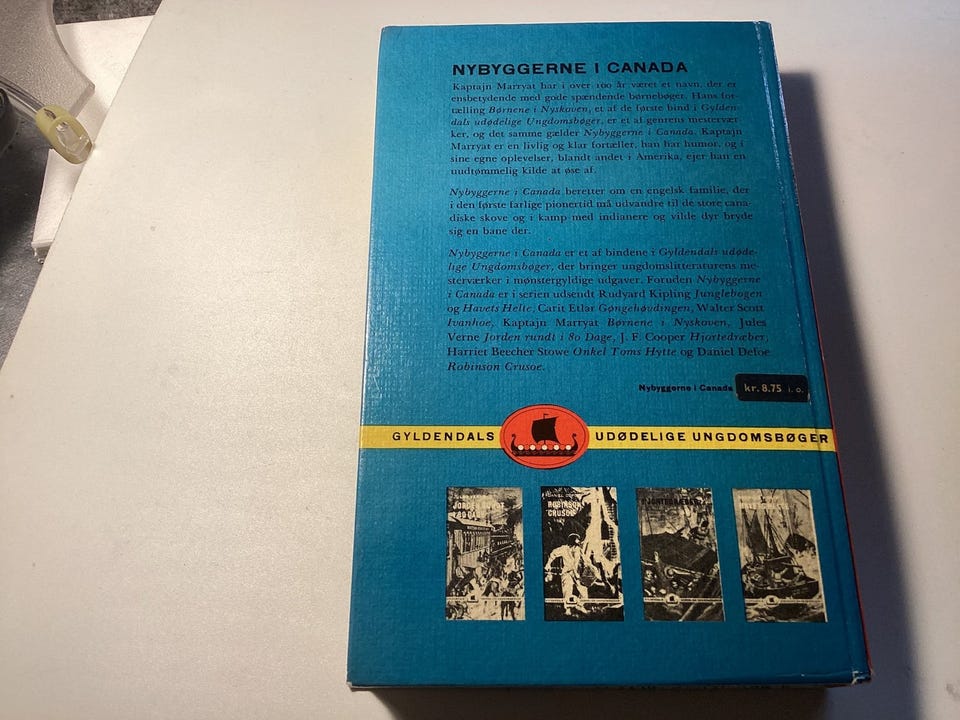 NYBYGGERNE I CANADA
Kaptajn Marryat har i over 100 år været et navn, der er
ensbetydende med gode spændende børnebøger. Hans for-
tælling Børnene i Nyskoven, et af de første bind i Gylden-
dals udødelige Ungdomsbøger, er et af genrens mestervær-
ker, og det samme gælder Nybyggerne i Canada. Kaptajn
Marryat er en livlig og klar fortæller, han har humor, og i
sine egne oplevelser, blandt andet i Amerika, ejer han en
uudtømmelig kilde at øse af.
Nybyggerne i Canada beretter om en engelsk familie, der
i den første farlige pionertid må udvandre til de store cana-
diske skove og i kamp med indianere og vilde dyr bryde
sig en bane der.
Nybyggerne i Canada er et af bindene i Gyldendals udøde-
lige Ungdomsbøger, der bringer ungdomslitteraturens me-
sterværker i mønstergyldige udgaver. Foruden Nybyggerne
i Canada er i serien udsendt Rudyard Kipling Junglebogen
og Havets Helte, Carit Etlar Gøngehøvdingen, Walter Scott
Ivanhoe, Kaptajn Marryat Børnene i Nyskoven, Jules
Verne Jorden rundt i 80 Dage, J. F. Cooper Hjortedræber,
Harriet Beecher Stowe Onkel Toms Hytte og Daniel Defoe
Robinson Crusoe.
Nybyggerne i Canada kr. 8.75 i. o.
GYLDENDALS UDØDELIGE UNGDOMSBØGER
ROBINSON
CRUSOE